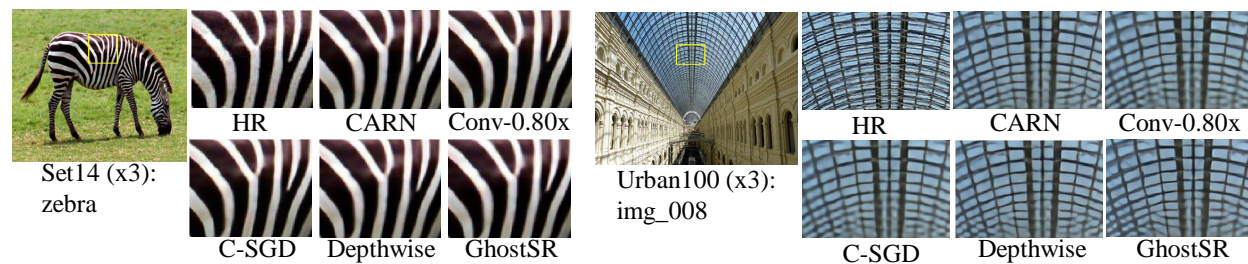 HR
CARN
Conv-0.80x
Set14 (x3):
zebra
C-SGD
Depthwise
GhostSR
HR
CARN
Conv-0.80x
Urban100 (x3):
img_008
C-SGD
Depthwise
GhostSR